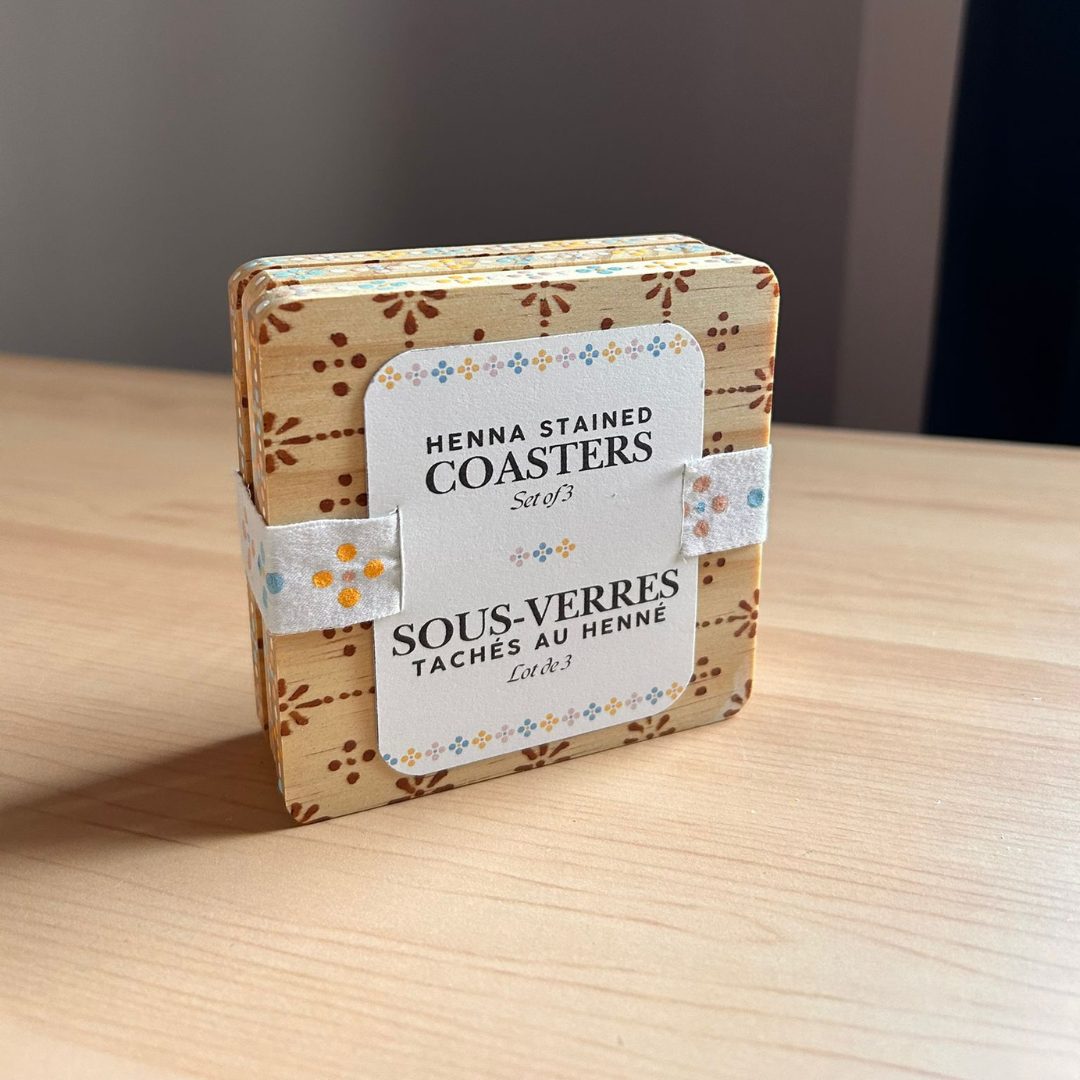 HENNA STAINED
COASTERS
Set of 3
SOUS-VERRES
TACHÉS AU HENNÉ
Lot de 3